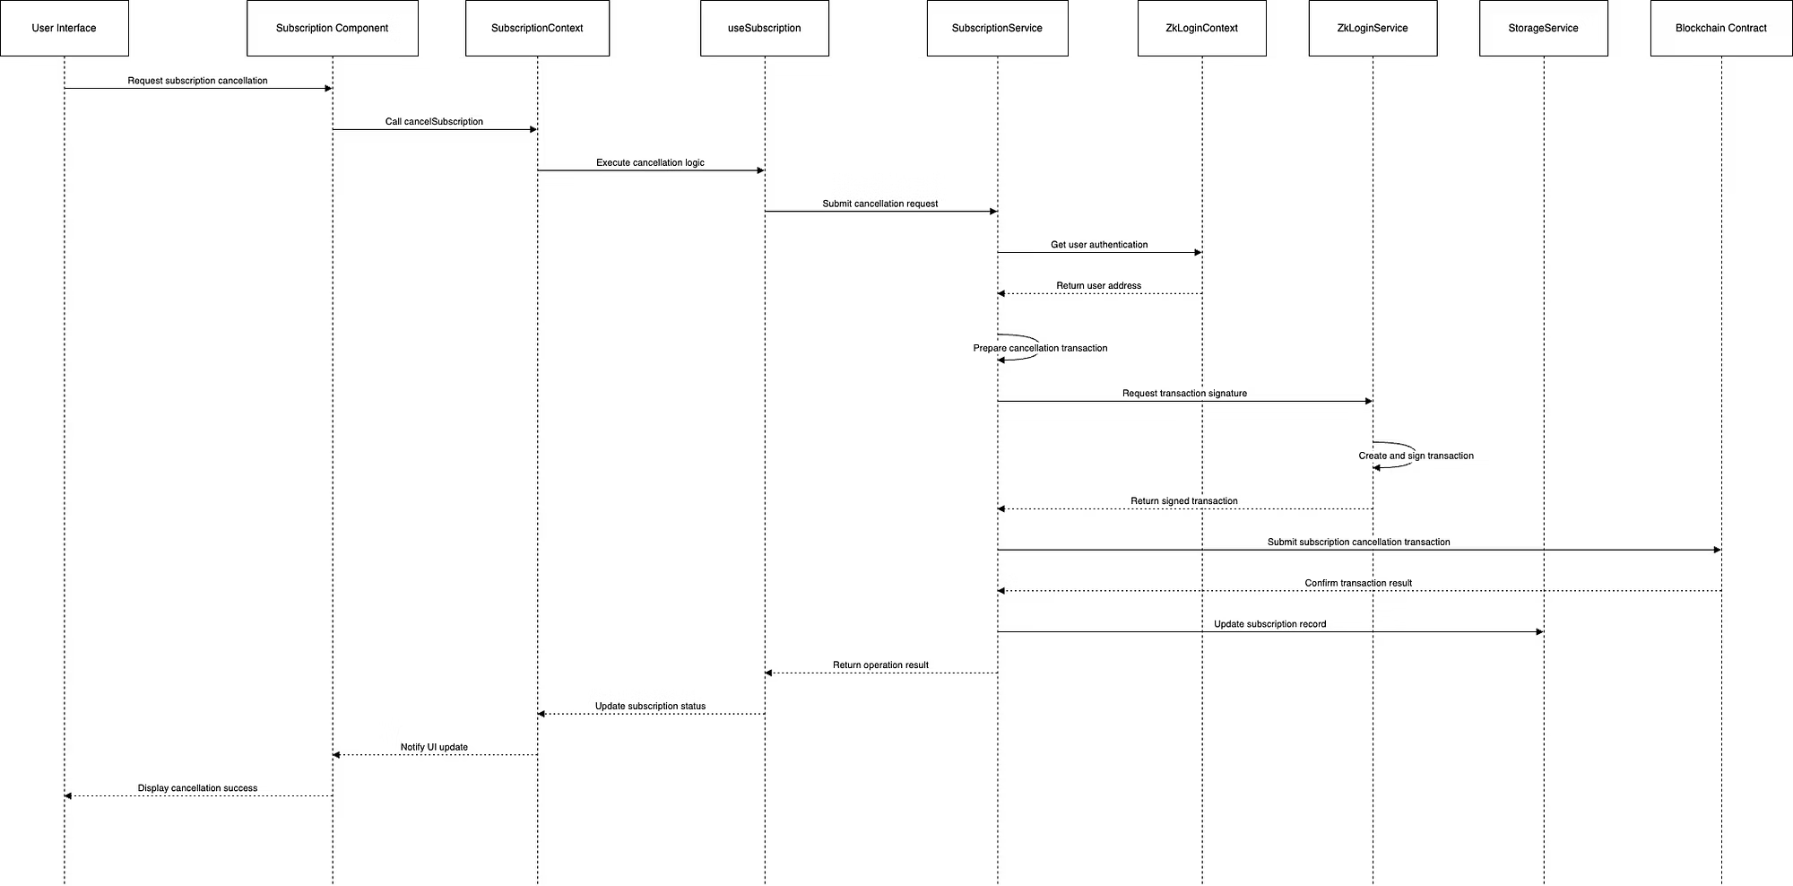 User Interface
Subscription Component
SubscriptionContext
useSubscription
SubscriptionService
ZkLoginContext
ZkLoginService
StorageService
Blockchain Contract
Request subscription cancellation
Call cancelSubscription
Execute cancellation logic
Submit cancellation request
Get user authentication
Return user address
Prepare cancellation transaction
Request transaction signature
Create and sign transaction
Return signed transaction
Submit subscription cancellation transaction
Confirm transaction result
Update subscription record
Return operation result
Update subscription status
Notify UI update
Display cancellation success